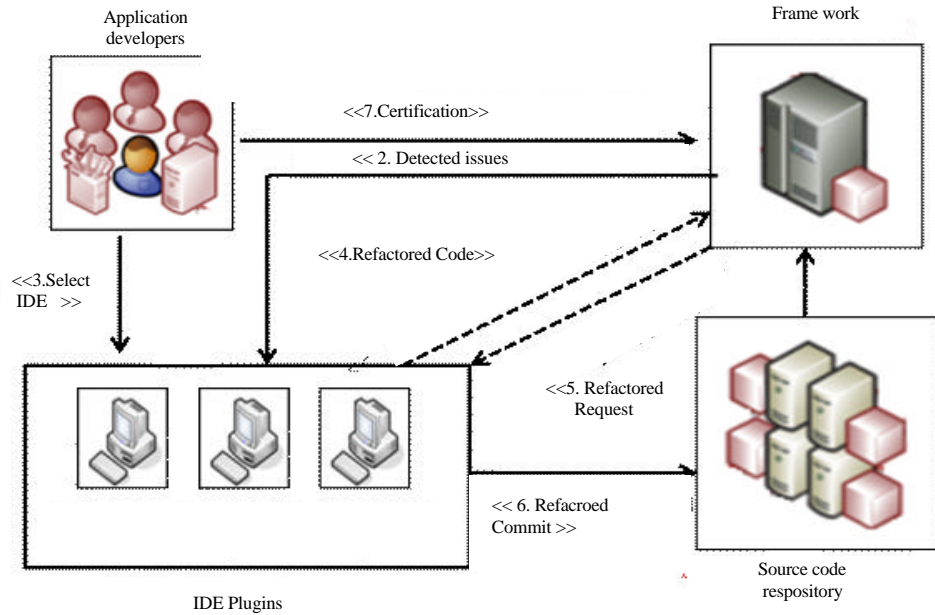 Application
developers
Frame work
<<7.Certification>>
<< 2. Detected issues
<<4.Refactored Code>>
<<3.Select
IDE >>
<<5. Refactored
Request
<< 6. Refacroed
Commit >>
Source code
respository
IDE Plugins